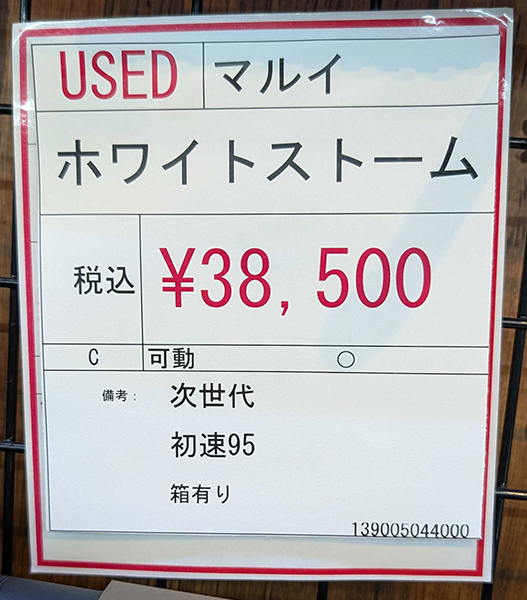 USED マルイ
ホワイトストーム
税込 ¥38,500
C 可動 ○
備考: 次世代
初速95
箱有り
139005044000